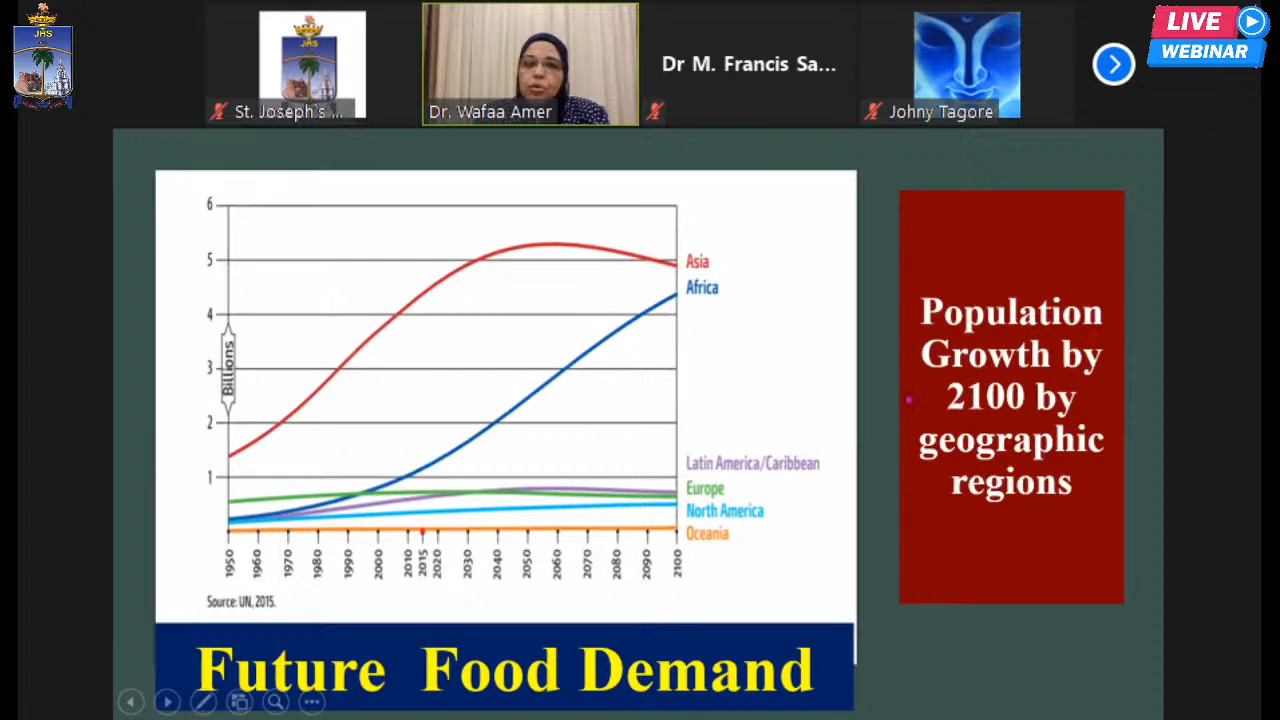 JHS
JHS
LIVE
WEBINAR
St. Joseph's ...
Dr. Wafaa Amer
Dr M. Francis Sa...
Johny Tagore
6
5
4
3
2
1
Billions
Asia
Africa
Latin America/Caribbean
Europe
North America
Oceania
1950 1960 1970 1980 1990 2000 2010 2015 2020 2030 2040 2050 2060 2070 2080 2090 2100
Source: UN, 2015.
Population
Growth by
2100 by
geographic
regions
Future Food Demand